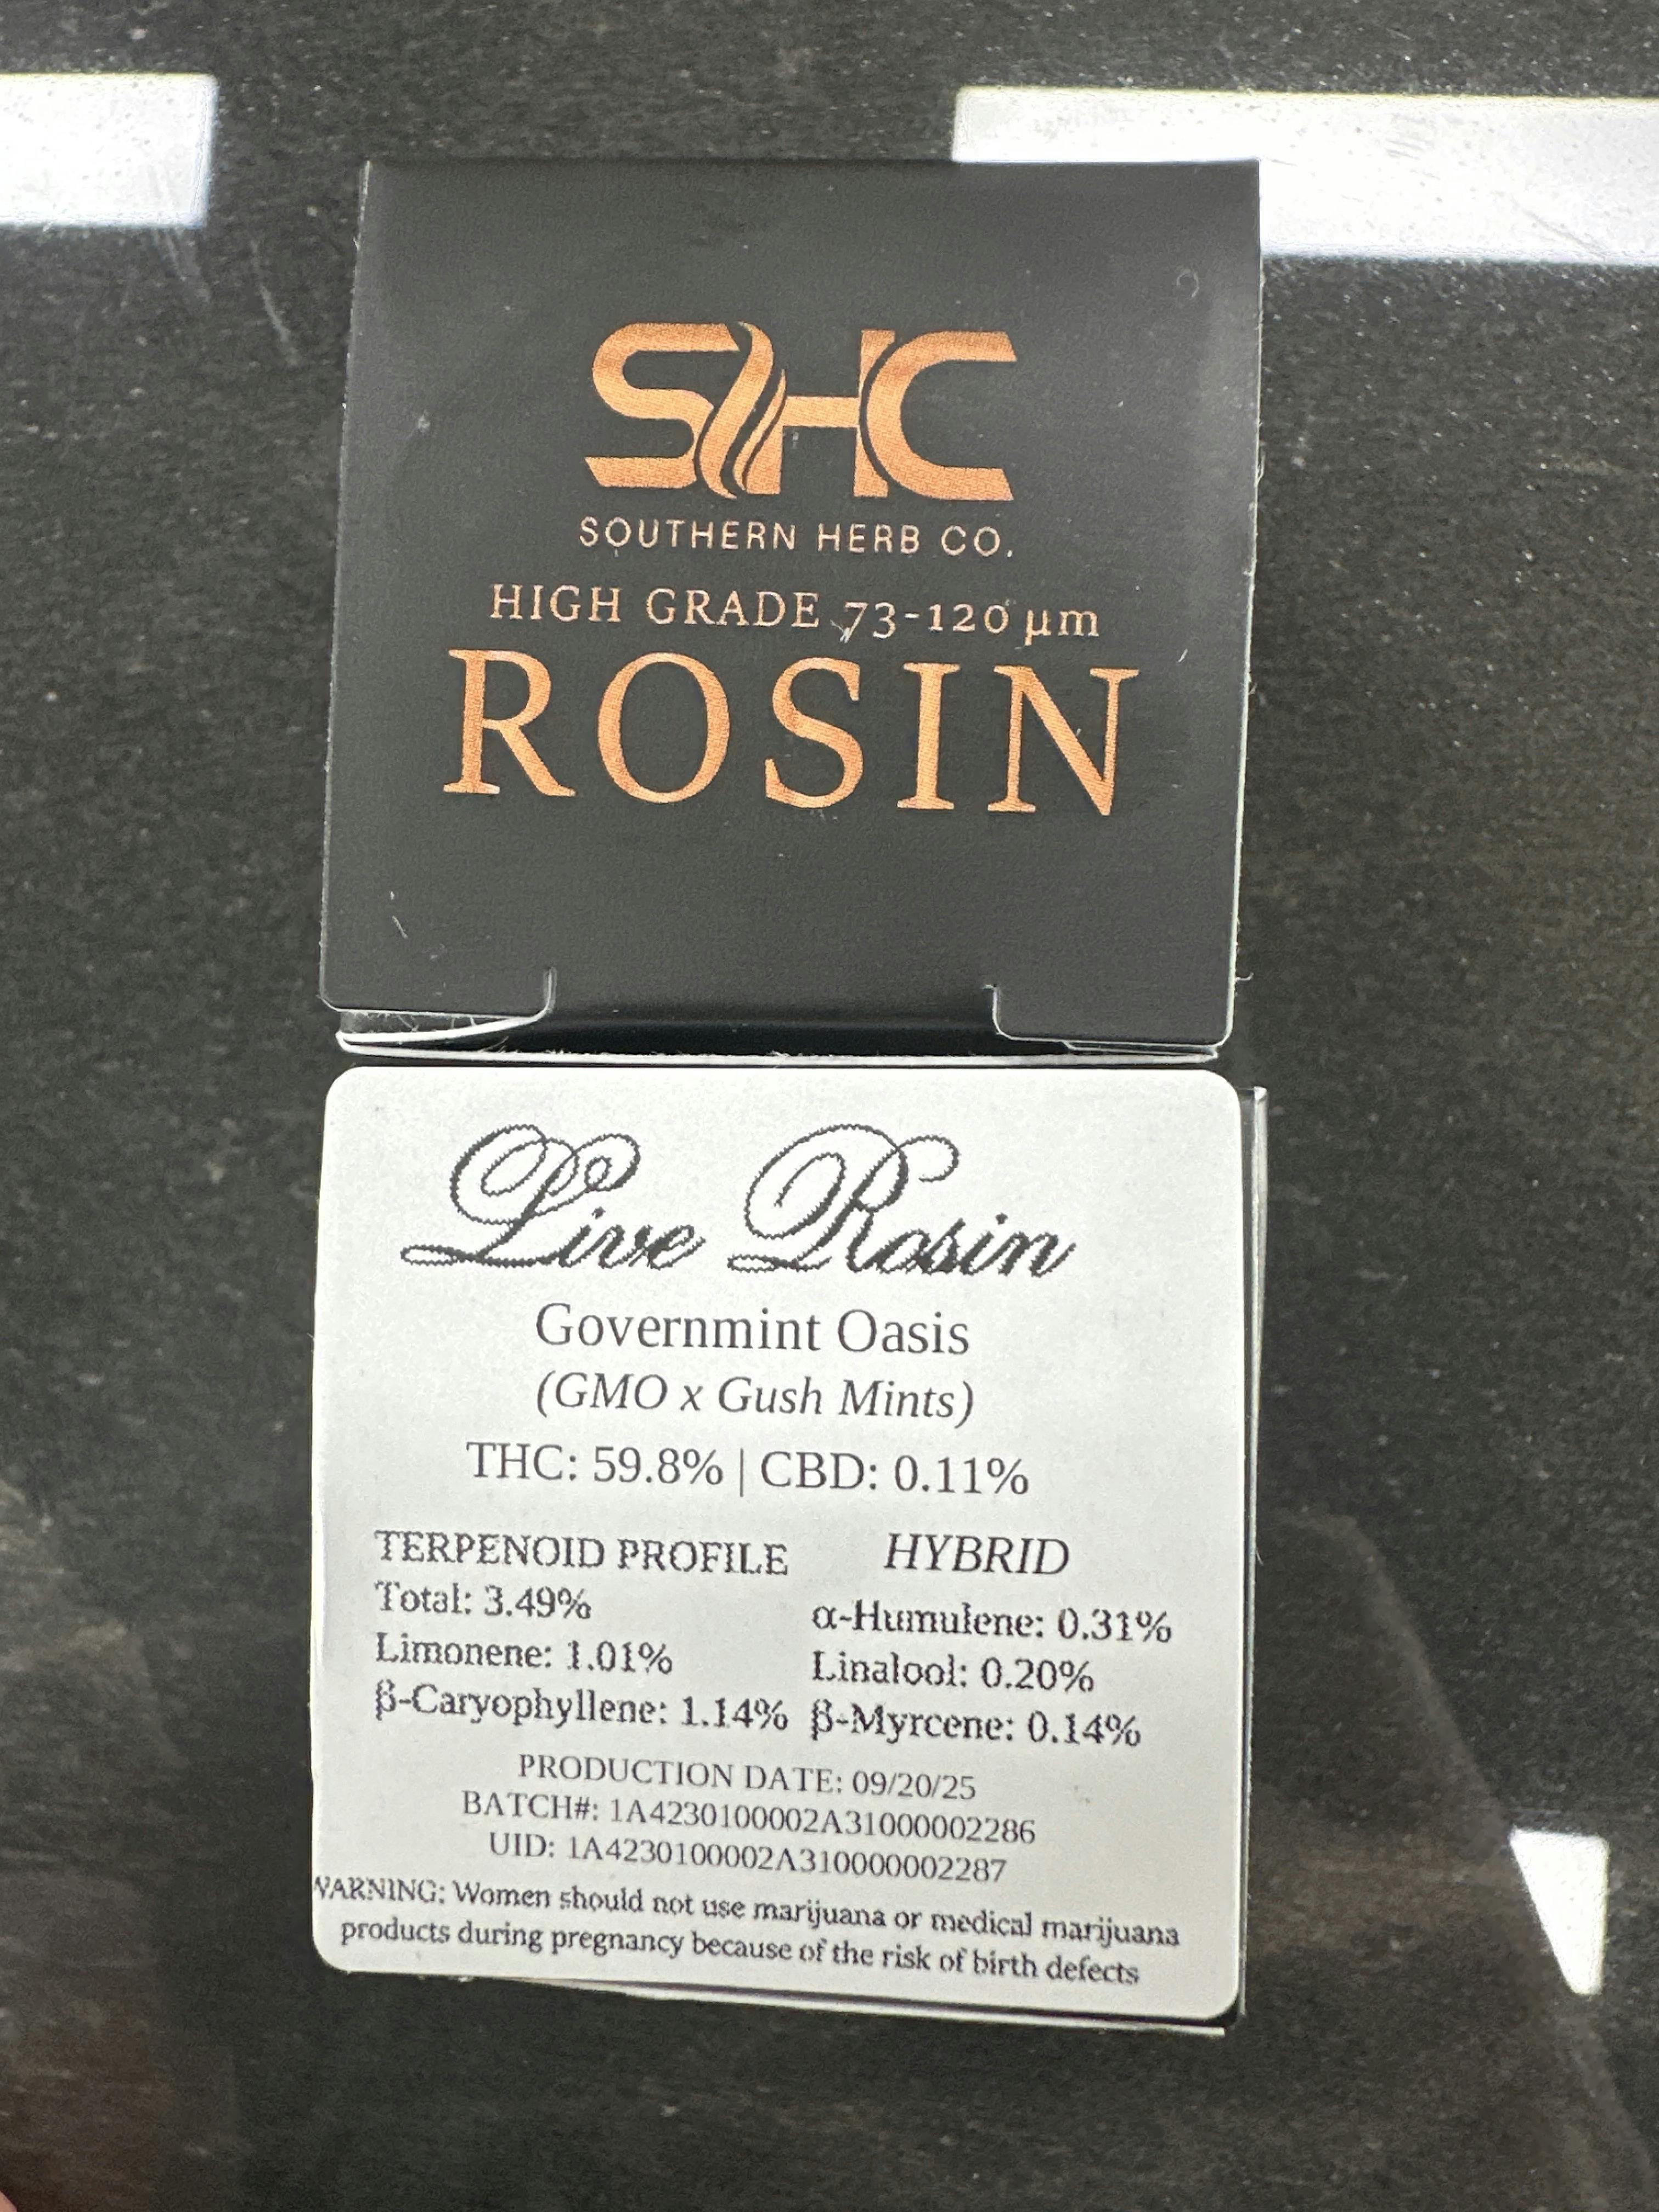 SHC
SOUTHERN HERB CO.
HIGH GRADE 73-120 µm
ROSIN
Live Rosin
Governmint Oasis
(GMO x Gush Mints)
THC: 59.8% | CBD: 0.11%
TERPENOID PROFILE HYBRID
Total: 3.49% α-Humulene: 0.31%
Limonene: 1.01% Linalool: 0.20%
β-Caryophyllene: 1.14% β-Myrcene: 0.14%
PRODUCTION DATE: 09/20/25
BATCH#: 1A4230100002A31000002286
UID: 1A4230100002A310000002287
WARNING: Women should not use marijuana or medical marijuana
products during pregnancy because of the risk of birth defects